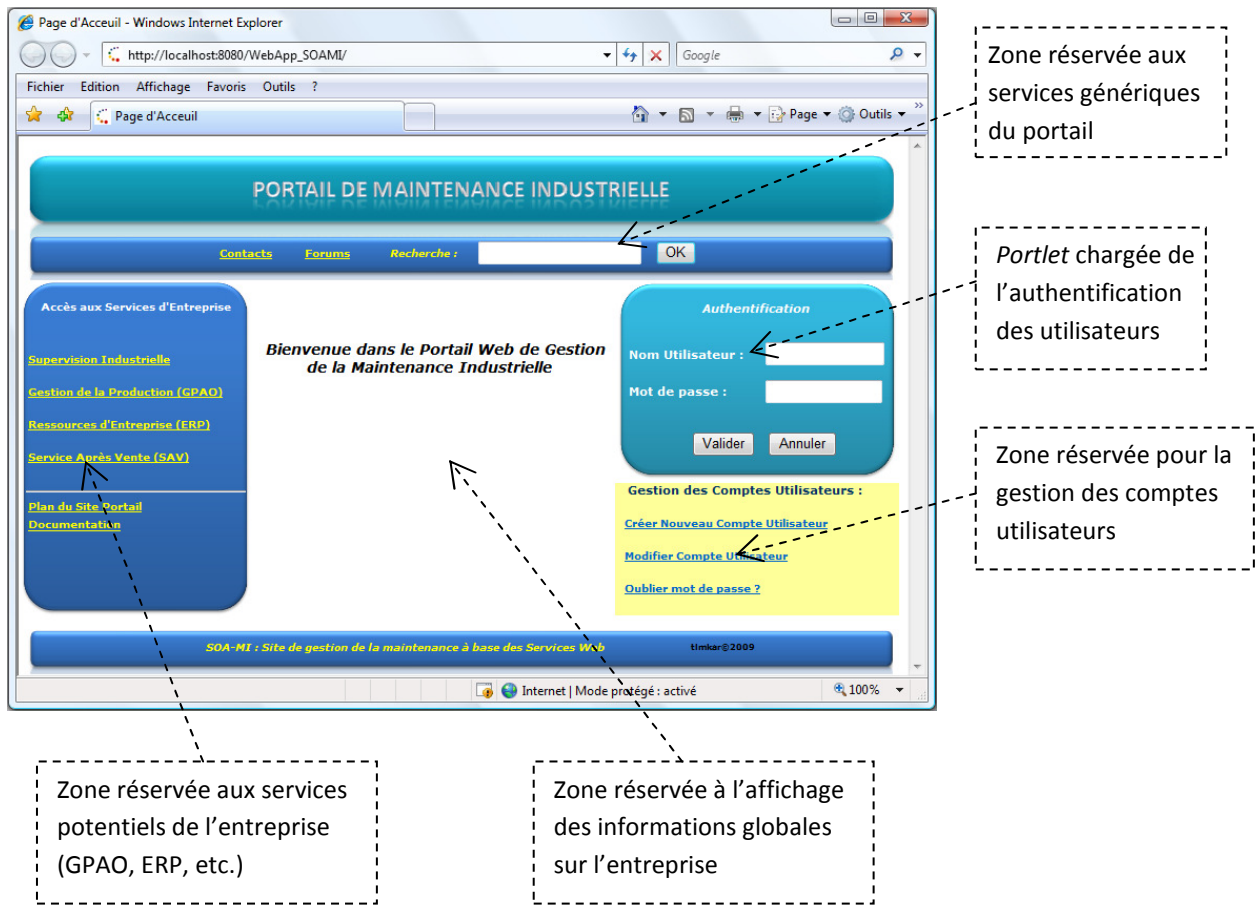 Page d'Acceuil - Windows Internet Explorer
http://localhost:8080/WebApp_SOAMI/
Google
Fichier Edition Affichage Favoris Outils ?
Page d'Acceuil
Page
Outils
»
PORTAIL DE MAINTENANCE INDUSTRIELLE
Contacts Forums Recherche : OK
Accès aux Services d'Entreprise
Supervision Industrielle
Gestion de la Production (GPAO)
Ressources d'Entreprise (ERP)
Service Après Vente (SAV)
Plan du Site Portail
Documentation
Bienvenue dans le Portail Web de Gestion
de la Maintenance Industrielle
Authentification
Nom Utilisateur :
Mot de passe :
Valider Annuler
Gestion des Comptes Utilisateurs :
Créer Nouveau Compte Utilisateur
Modifier Compte Utilisateur
Oublier mot de passe ?
SOA-MI : Site de gestion de la maintenance à base des Services Web timkar©2009
Internet | Mode protégé : activé 100%
Zone réservée aux
services génériques
du portail
Portlet chargée de
l'authentification
des utilisateurs
Zone réservée pour la
gestion des comptes
utilisateurs
Zone réservée aux services
potentiels de l'entreprise
(GPAO, ERP, etc.)
Zone réservée à l'affichage
des informations globales
sur l'entreprise